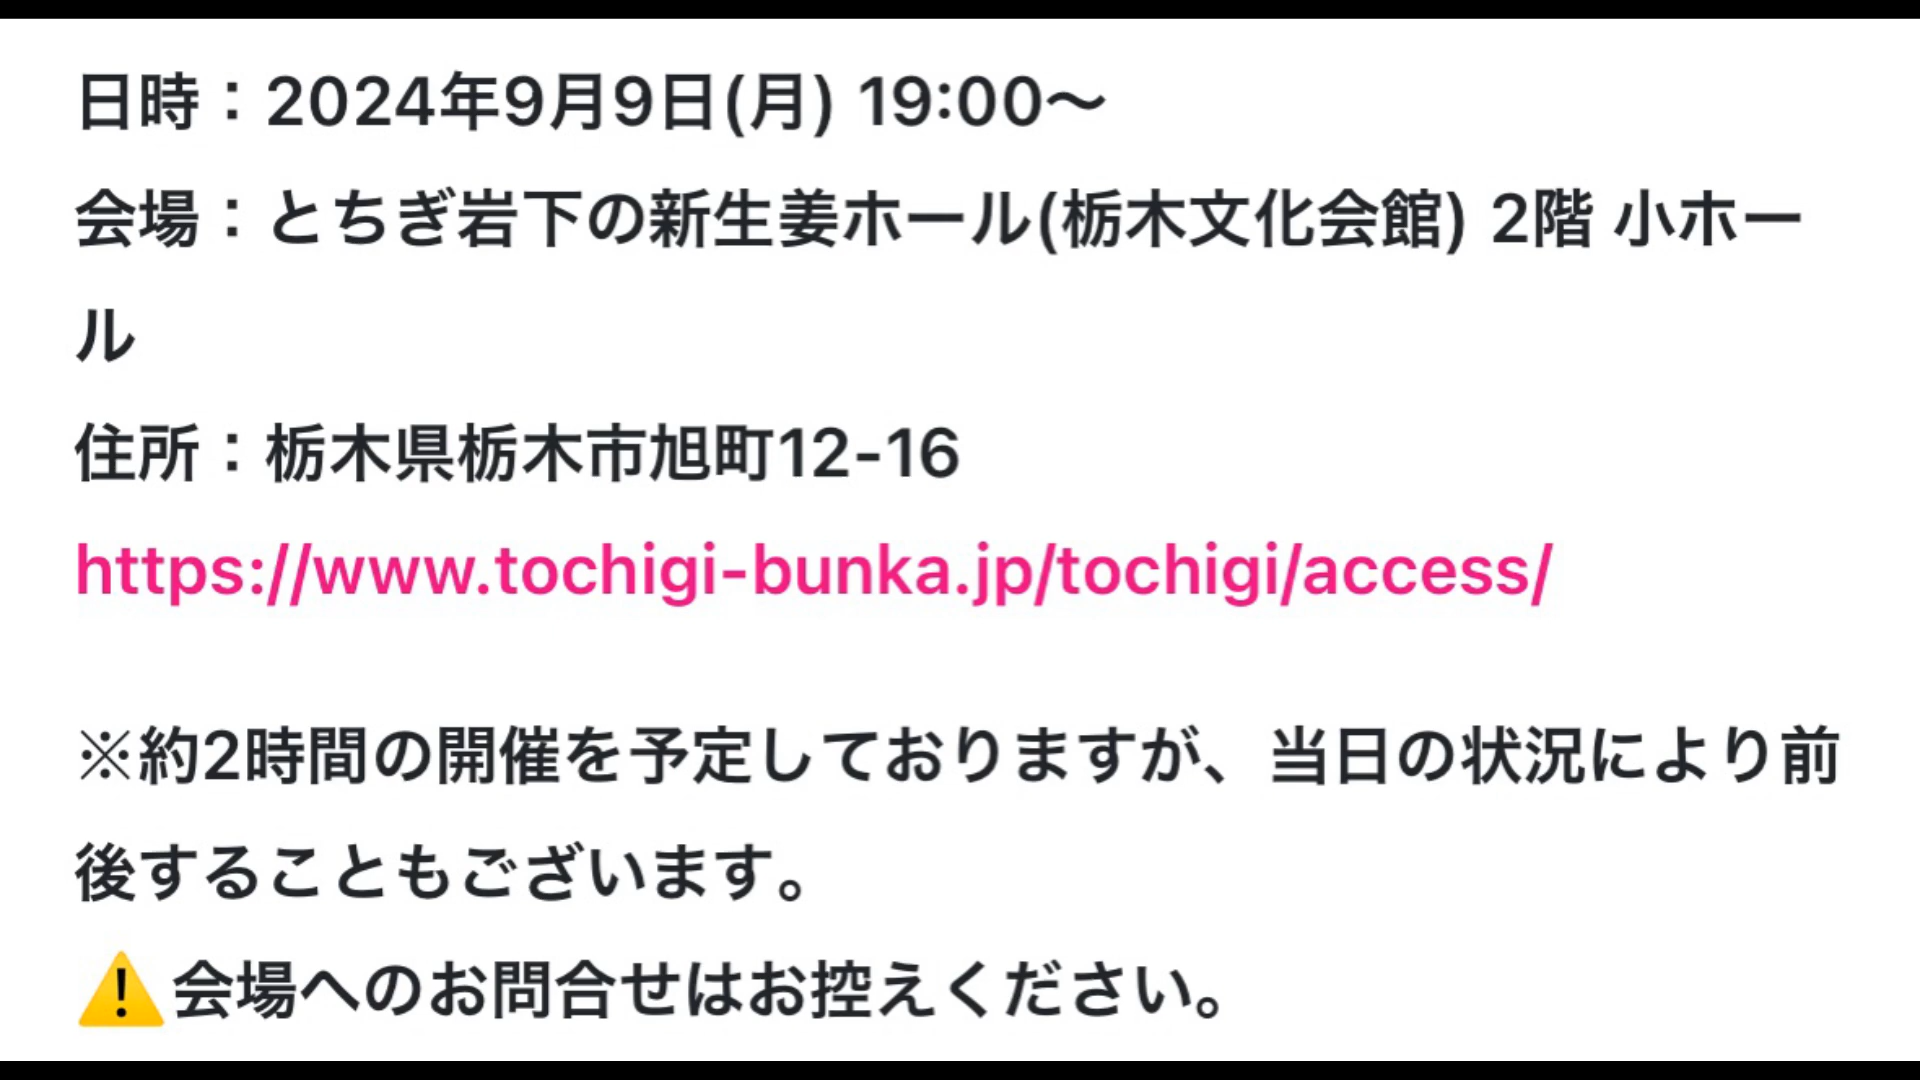 日時：2024年9月9日(月) 19:00〜
会場：とちぎ岩下の新生姜ホール(栃木文化会館) 2階 小ホー
ル
住所：栃木県栃木市旭町12-16
https://www.tochigi-bunka.jp/tochigi/access/
※約2時間の開催を予定しておりますが、当日の状況により前
後することもございます。
⚠️会場へのお問合せはお控えください。